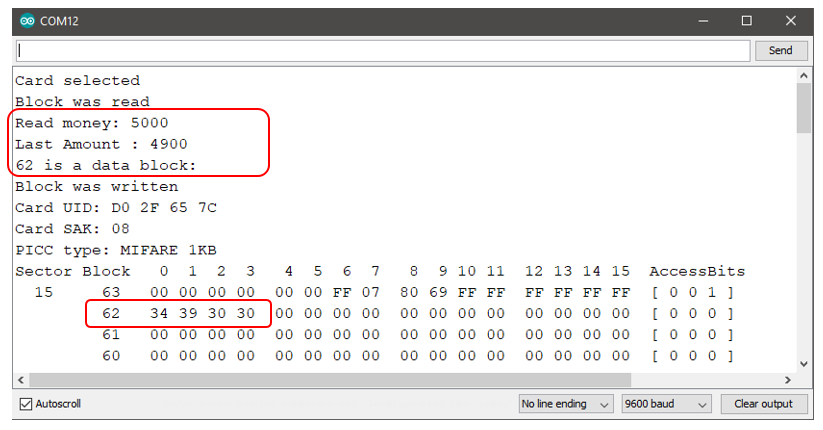 COM12
Send
Card selected
Block was read
Read money: 5000
Last Amount : 4900
62 is a data block:
Block was written
Card UID: D0 2F 65 7C
Card SAK: 08
PICC type: MIFARE 1KB
Sector Block 0 1 2 3 4 5 6 7 8 9 10 11 12 13 14 15 AccessBits
15 63 00 00 00 00 00 00 FF 07 80 69 FF FF FF FF FF FF [ 0 0 1 ]
62 34 39 30 30 00 00 00 00 00 00 00 00 00 00 00 00 [ 0 0 0 ]
61 00 00 00 00 00 00 00 00 00 00 00 00 00 00 00 00 [ 0 0 0 ]
60 00 00 00 00 00 00 00 00 00 00 00 00 00 00 00 00 [ 0 0 0 ]
Autoscroll No line ending 9600 baud Clear output